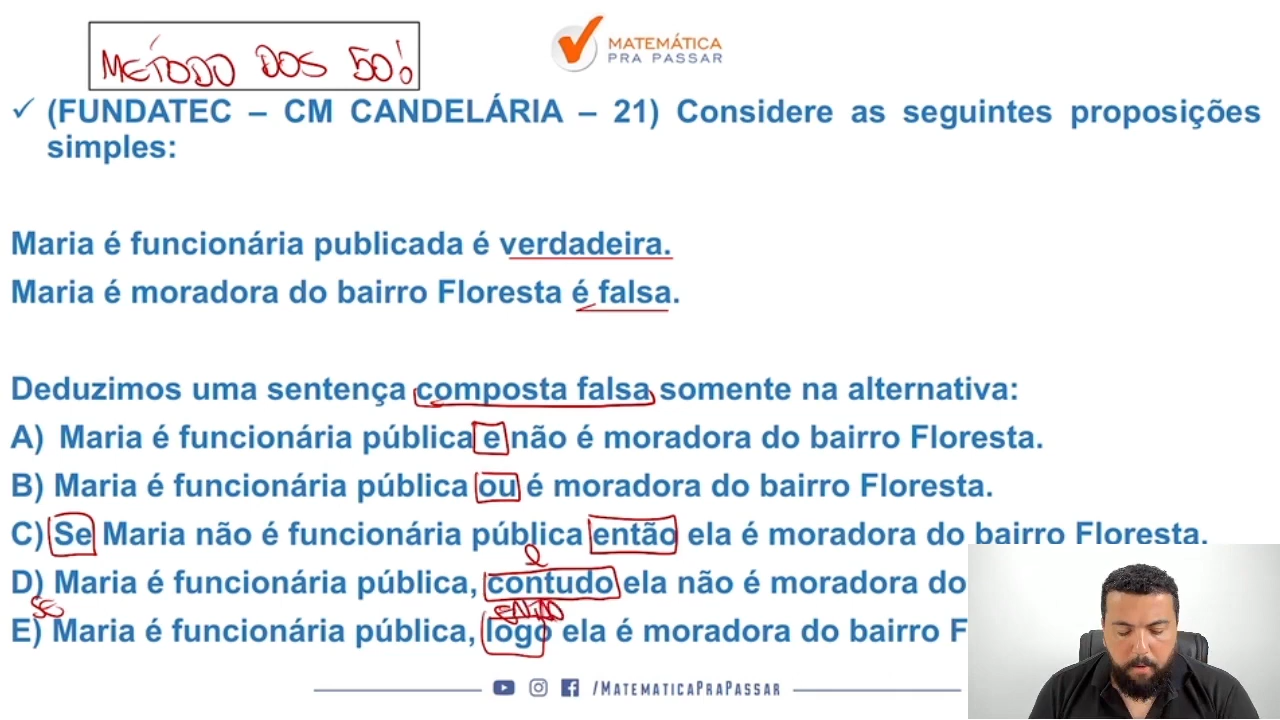 MÉTODO DOS 50!
MATEMÁTICA
PRA PASSAR
✓ (FUNDATEC – CM CANDELÁRIA – 21) Considere as seguintes proposições
simples:
Maria é funcionária publicada é verdadeira.
Maria é moradora do bairro Floresta é falsa.
Deduzimos uma sentença composta falsa somente na alternativa:
A) Maria é funcionária pública e não é moradora do bairro Floresta.
B) Maria é funcionária pública ou é moradora do bairro Floresta.
C) Se Maria não é funcionária pública então ela é moradora do bairro Floresta.
e
D) Maria é funcionária pública, contudo ela não é moradora do
SE ENTÃO
E) Maria é funcionária pública, logo ela é moradora do bairro F
/MATEMATICAPRAPASSAR